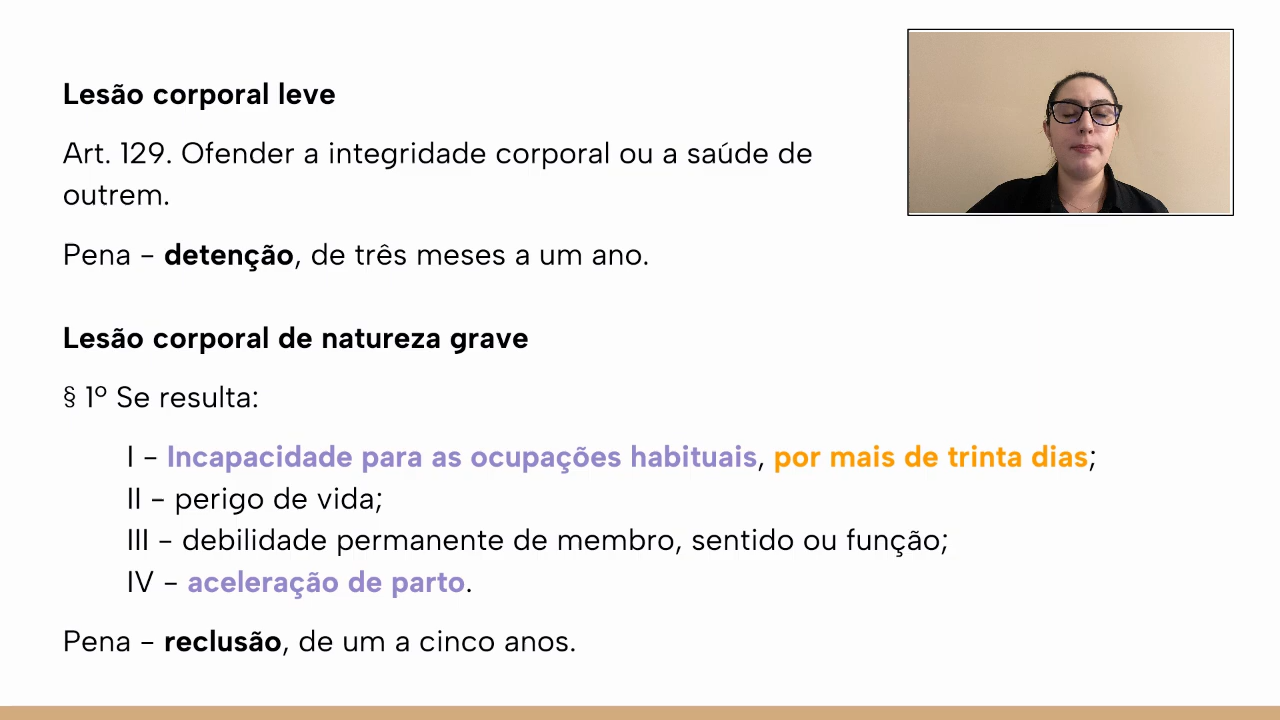 Lesão corporal leve
Art. 129. Ofender a integridade corporal ou a saúde de
outrem.
Pena – detenção, de três meses a um ano.
Lesão corporal de natureza grave
§ 1º Se resulta:
I – Incapacidade para as ocupações habituais, por mais de trinta dias;
II – perigo de vida;
III – debilidade permanente de membro, sentido ou função;
IV – aceleração de parto.
Pena – reclusão, de um a cinco anos.